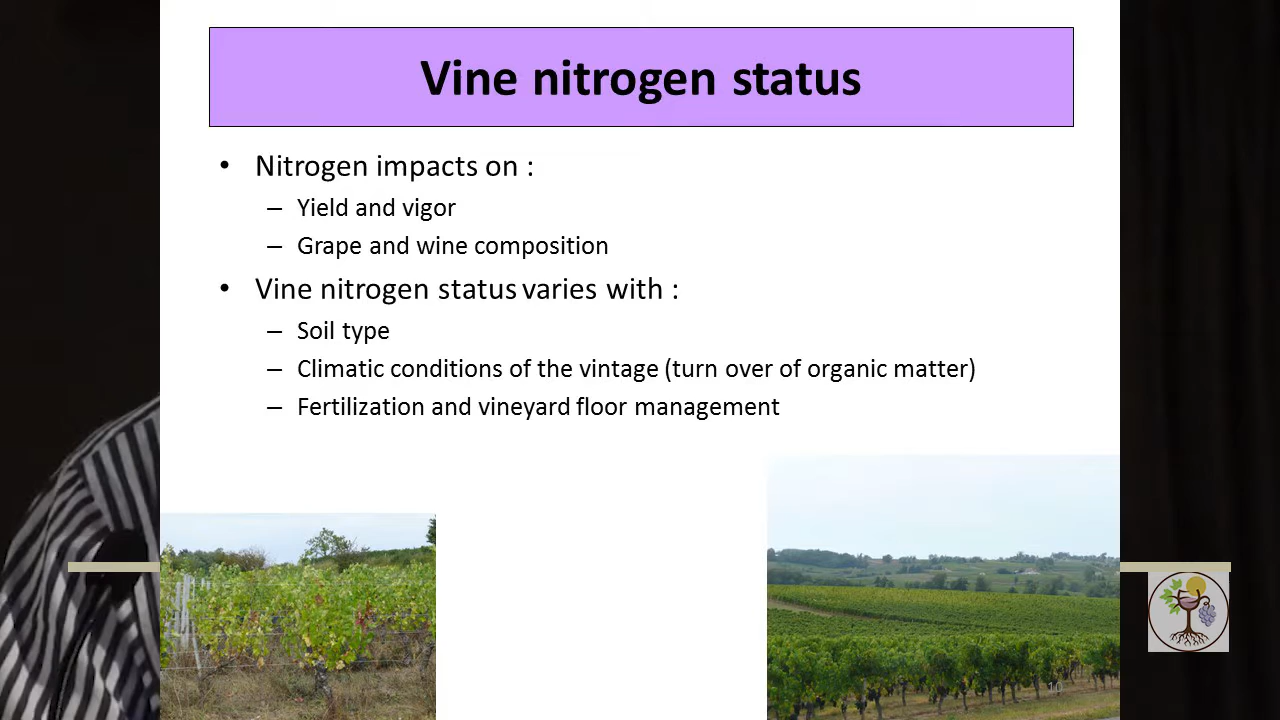 Vine nitrogen status
• Nitrogen impacts on :
– Yield and vigor
– Grape and wine composition
• Vine nitrogen status varies with :
– Soil type
– Climatic conditions of the vintage (turn over of organic matter)
– Fertilization and vineyard floor management
10